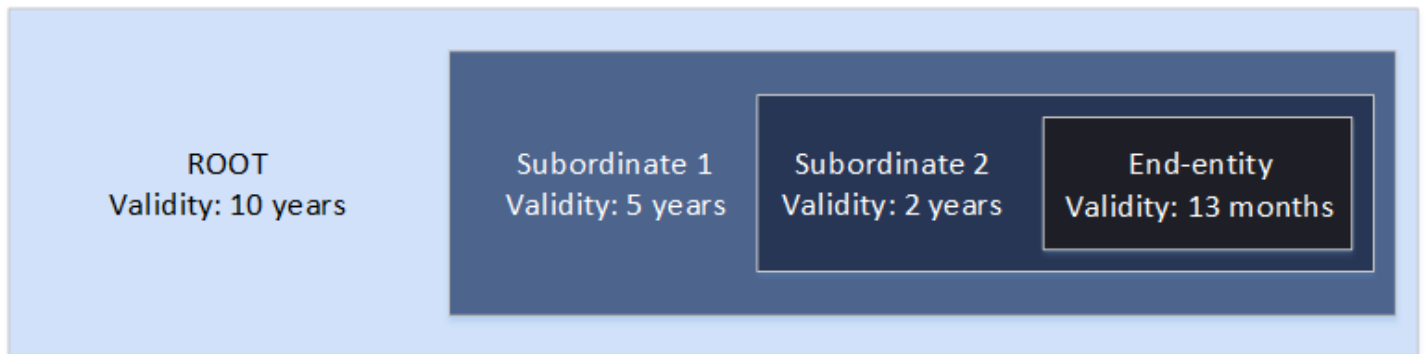 ROOT
Validity: 10 years
Subordinate 1
Validity: 5 years
Subordinate 2
Validity: 2 years
End-entity
Validity: 13 months